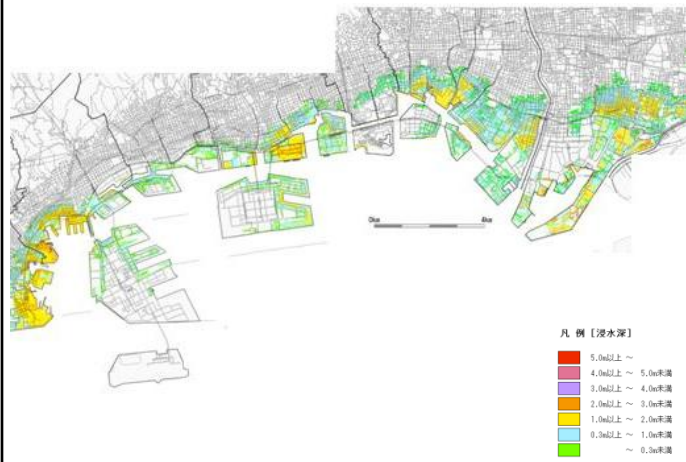 0km 4km
凡 例 [浸水深]
5.0m以上 ～
4.0m以上 ～ 5.0m未満
3.0m以上 ～ 4.0m未満
2.0m以上 ～ 3.0m未満
1.0m以上 ～ 2.0m未満
0.3m以上 ～ 1.0m未満
～ 0.3m未満